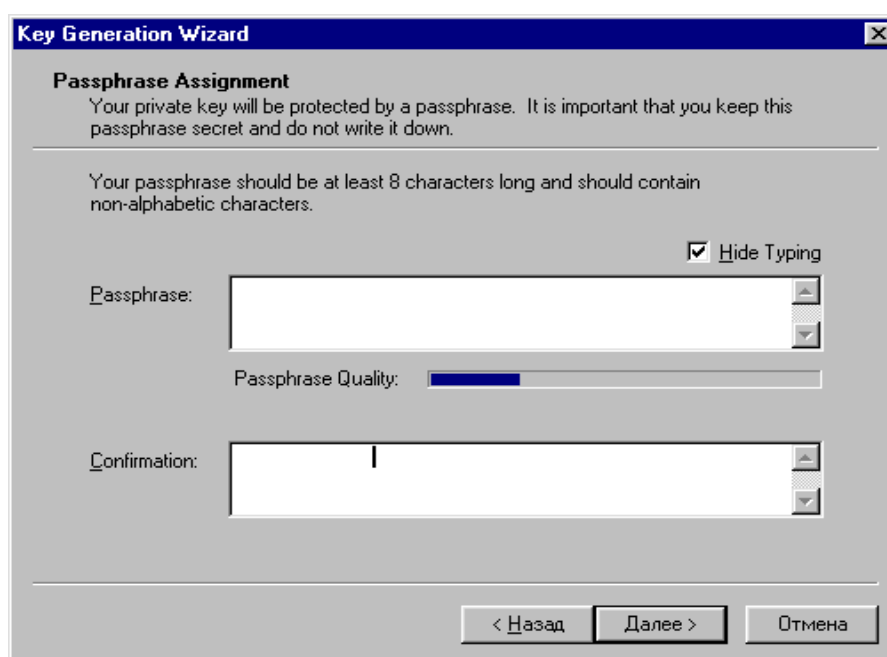 Key Generation Wizard
Passphrase Assignment
Your private key will be protected by a passphrase. It is important that you keep this
passphrase secret and do not write it down.
Your passphrase should be at least 8 characters long and should contain
non-alphabetic characters.
Hide Typing
Passphrase:
Passphrase Quality:
Confirmation:
< Назад Далее > Отмена